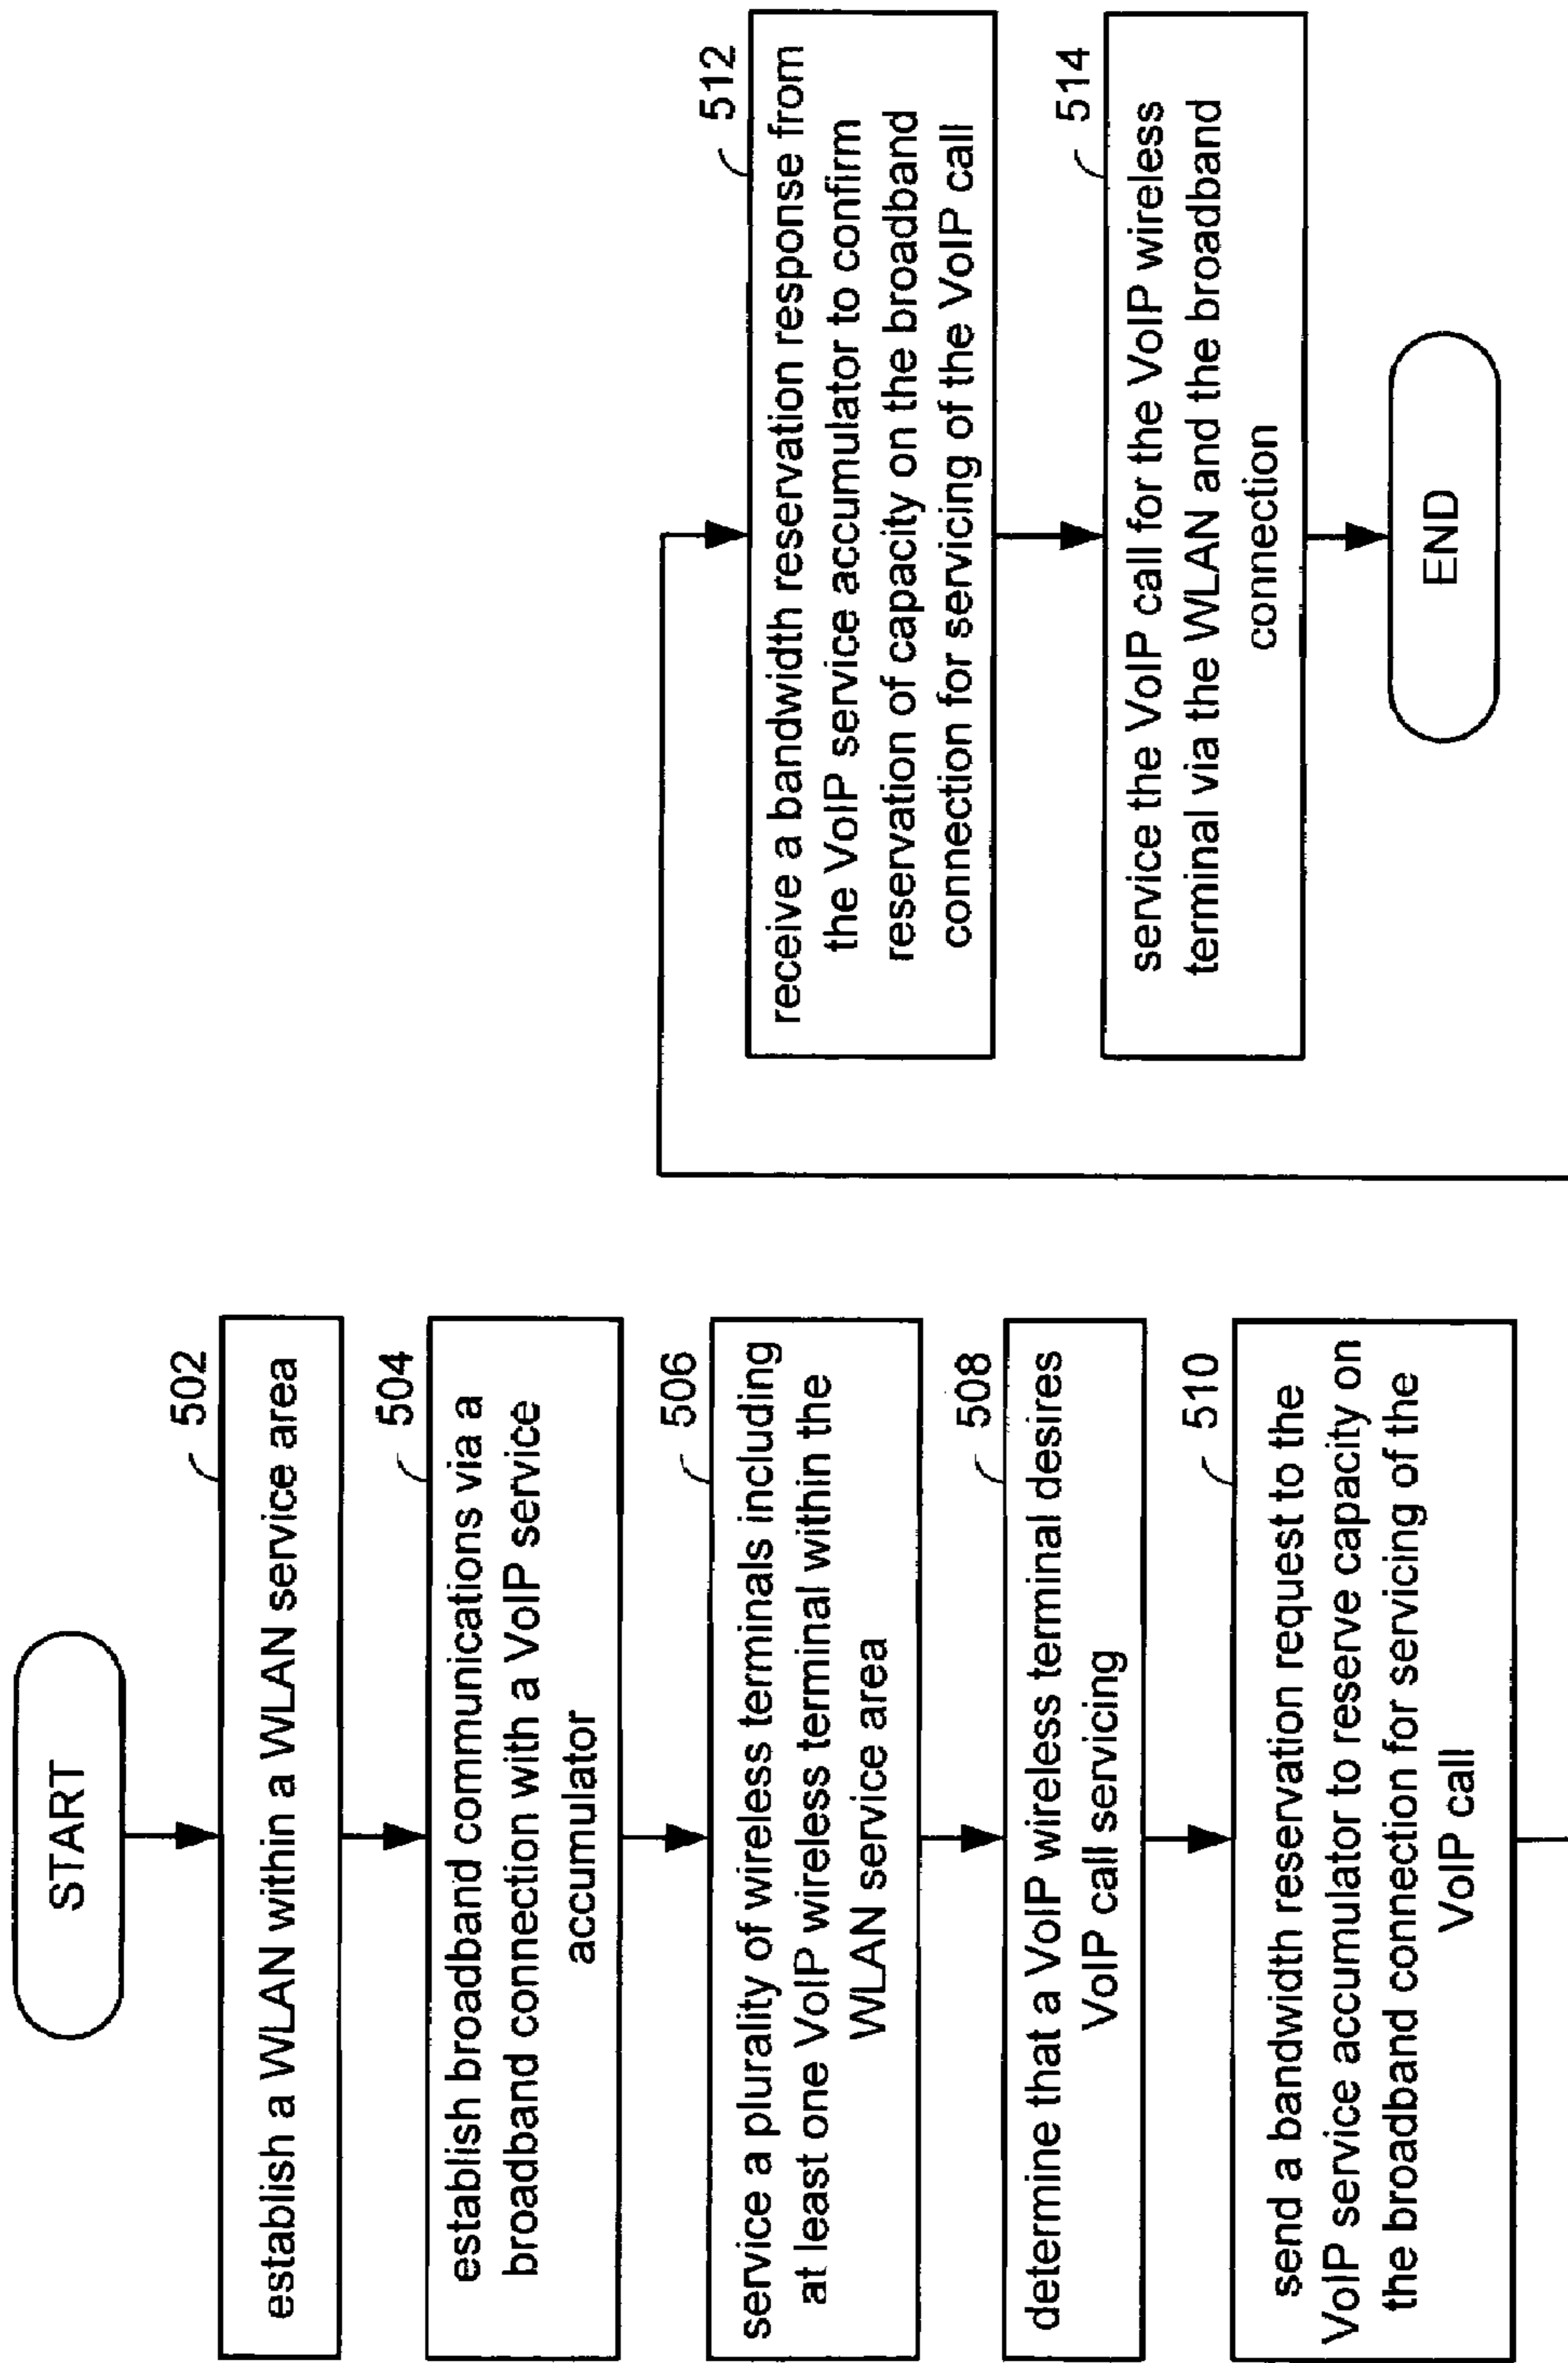 START
502
establish a WLAN within a WLAN service area
504
establish broadband communications via a
broadband connection with a VoIP service
accumulator
506
service a plurality of wireless terminals including
at least one VoIP wireless terminal within the
WLAN service area
508
determine that a VoIP wireless terminal desires
VoIP call servicing
510
send a bandwidth reservation request to the
VoIP service accumulator to reserve capacity on
the broadband connection for servicing of the
VoIP call
512
receive a bandwidth reservation response from
the VoIP service accumulator to confirm
reservation of capacity on the broadband
connection for servicing of the VoIP call
514
service the VoIP call for the VoIP wireless
terminal via the WLAN and the broadband
connection
END